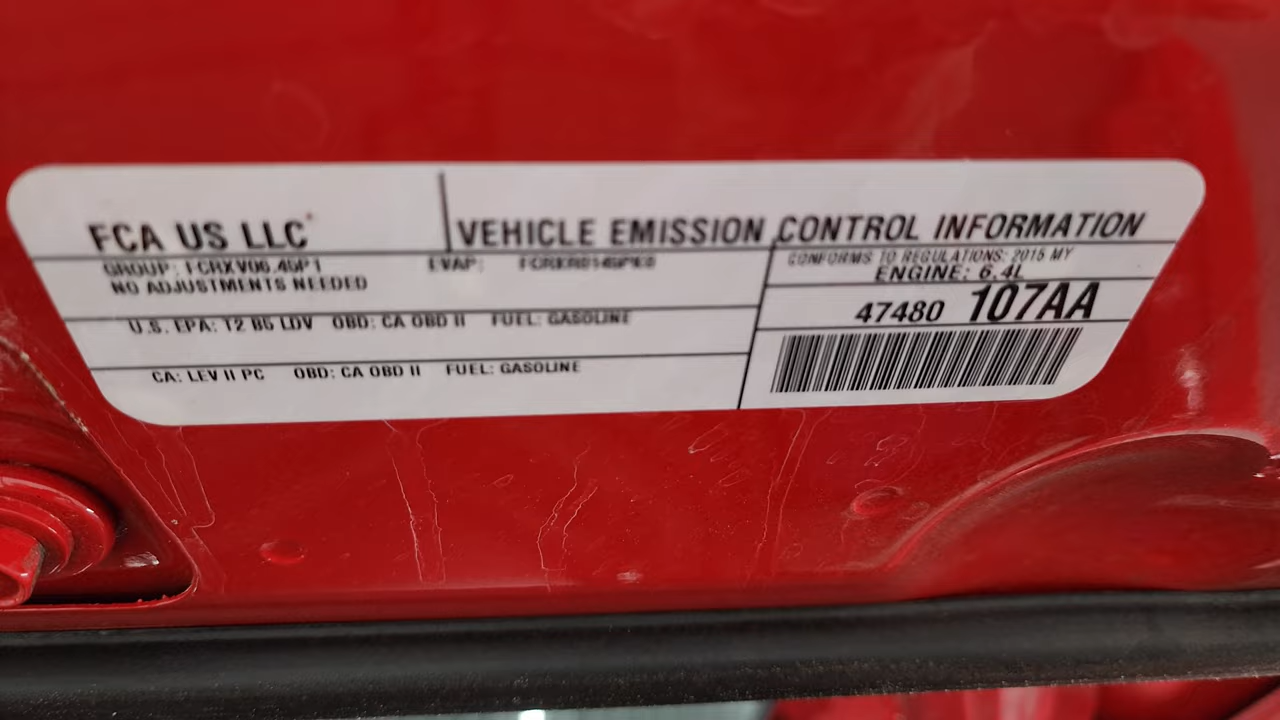 FCA US LLC
VEHICLE EMISSION CONTROL INFORMATION
GROUP: FCRXV06.4SP1 EVAP:
NO ADJUSTMENTS NEEDED
CONFORMS TO REGULATIONS: 2015 MY
ENGINE: 6.4L
U.S. EPA: T2 B5 LDV OBD: CA OBD II FUEL: GASOLINE
47480 107AA
CA: LEV II PC OBD: CA OBD II FUEL: GASOLINE